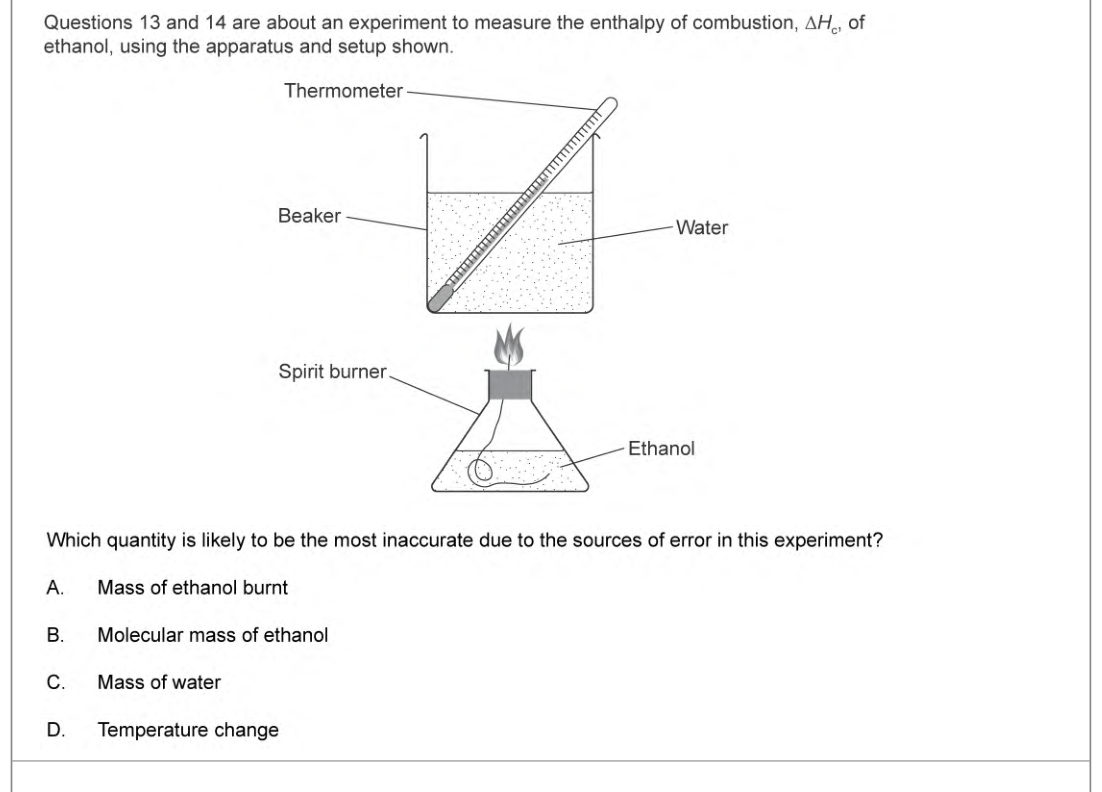 Questions 13 and 14 are about an experiment to measure the enthalpy of combustion, ΔHc, of
ethanol, using the apparatus and setup shown.
Thermometer
Beaker
Water
Spirit burner
Ethanol
Which quantity is likely to be the most inaccurate due to the sources of error in this experiment?
A. Mass of ethanol burnt
B. Molecular mass of ethanol
C. Mass of water
D. Temperature change